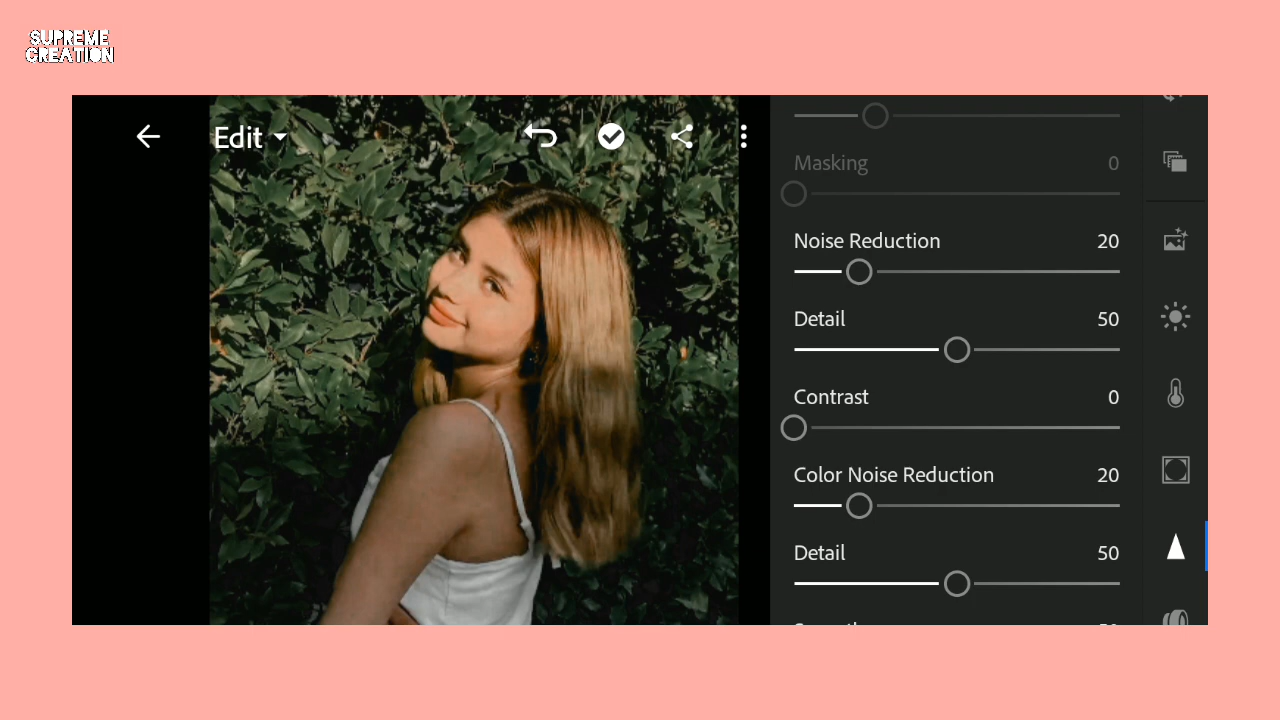 SUPREME
CREATION
Edit
Masking 0
Noise Reduction 20
Detail 50
Contrast 0
Color Noise Reduction 20
Detail 50